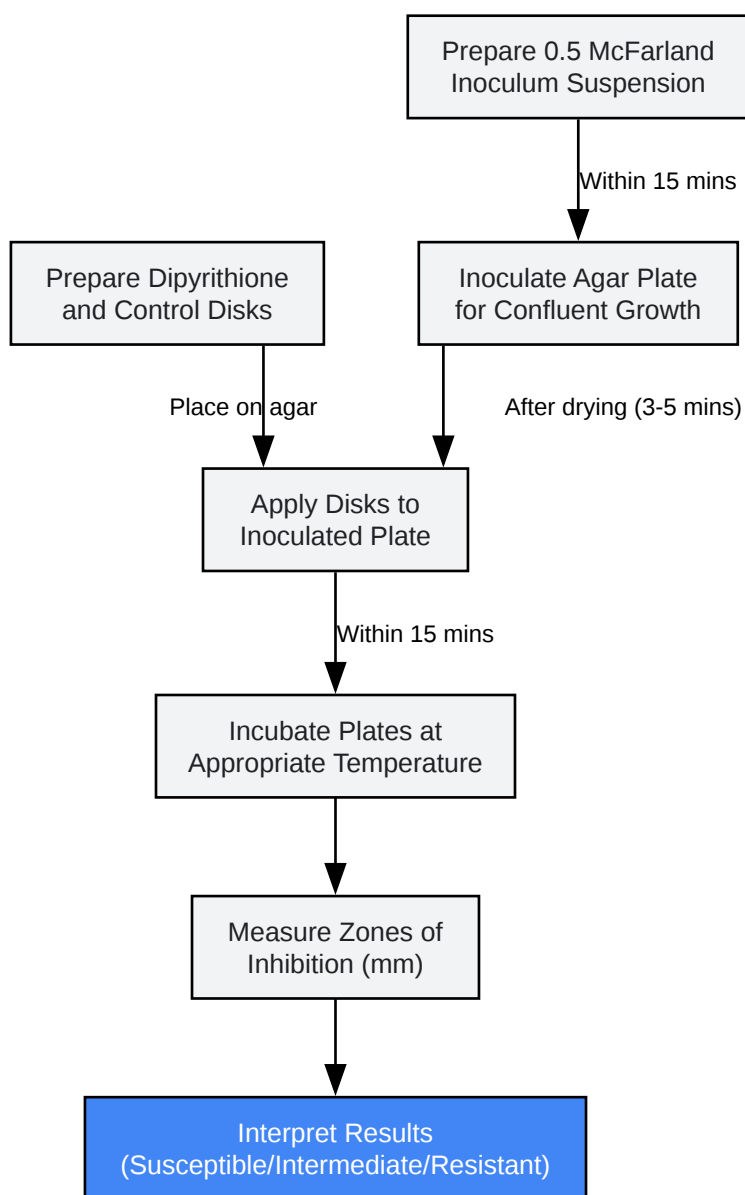 Prepare 0.5 McFarland
Inoculum Suspension
Within 15 mins
Prepare Dipyrithione
and Control Disks
Inoculate Agar Plate
for Confluent Growth
Place on agar
After drying (3-5 mins)
Apply Disks to
Inoculated Plate
Within 15 mins
Incubate Plates at
Appropriate Temperature
Measure Zones of
Inhibition (mm)
Interpret Results
(Susceptible/Intermediate/Resistant)